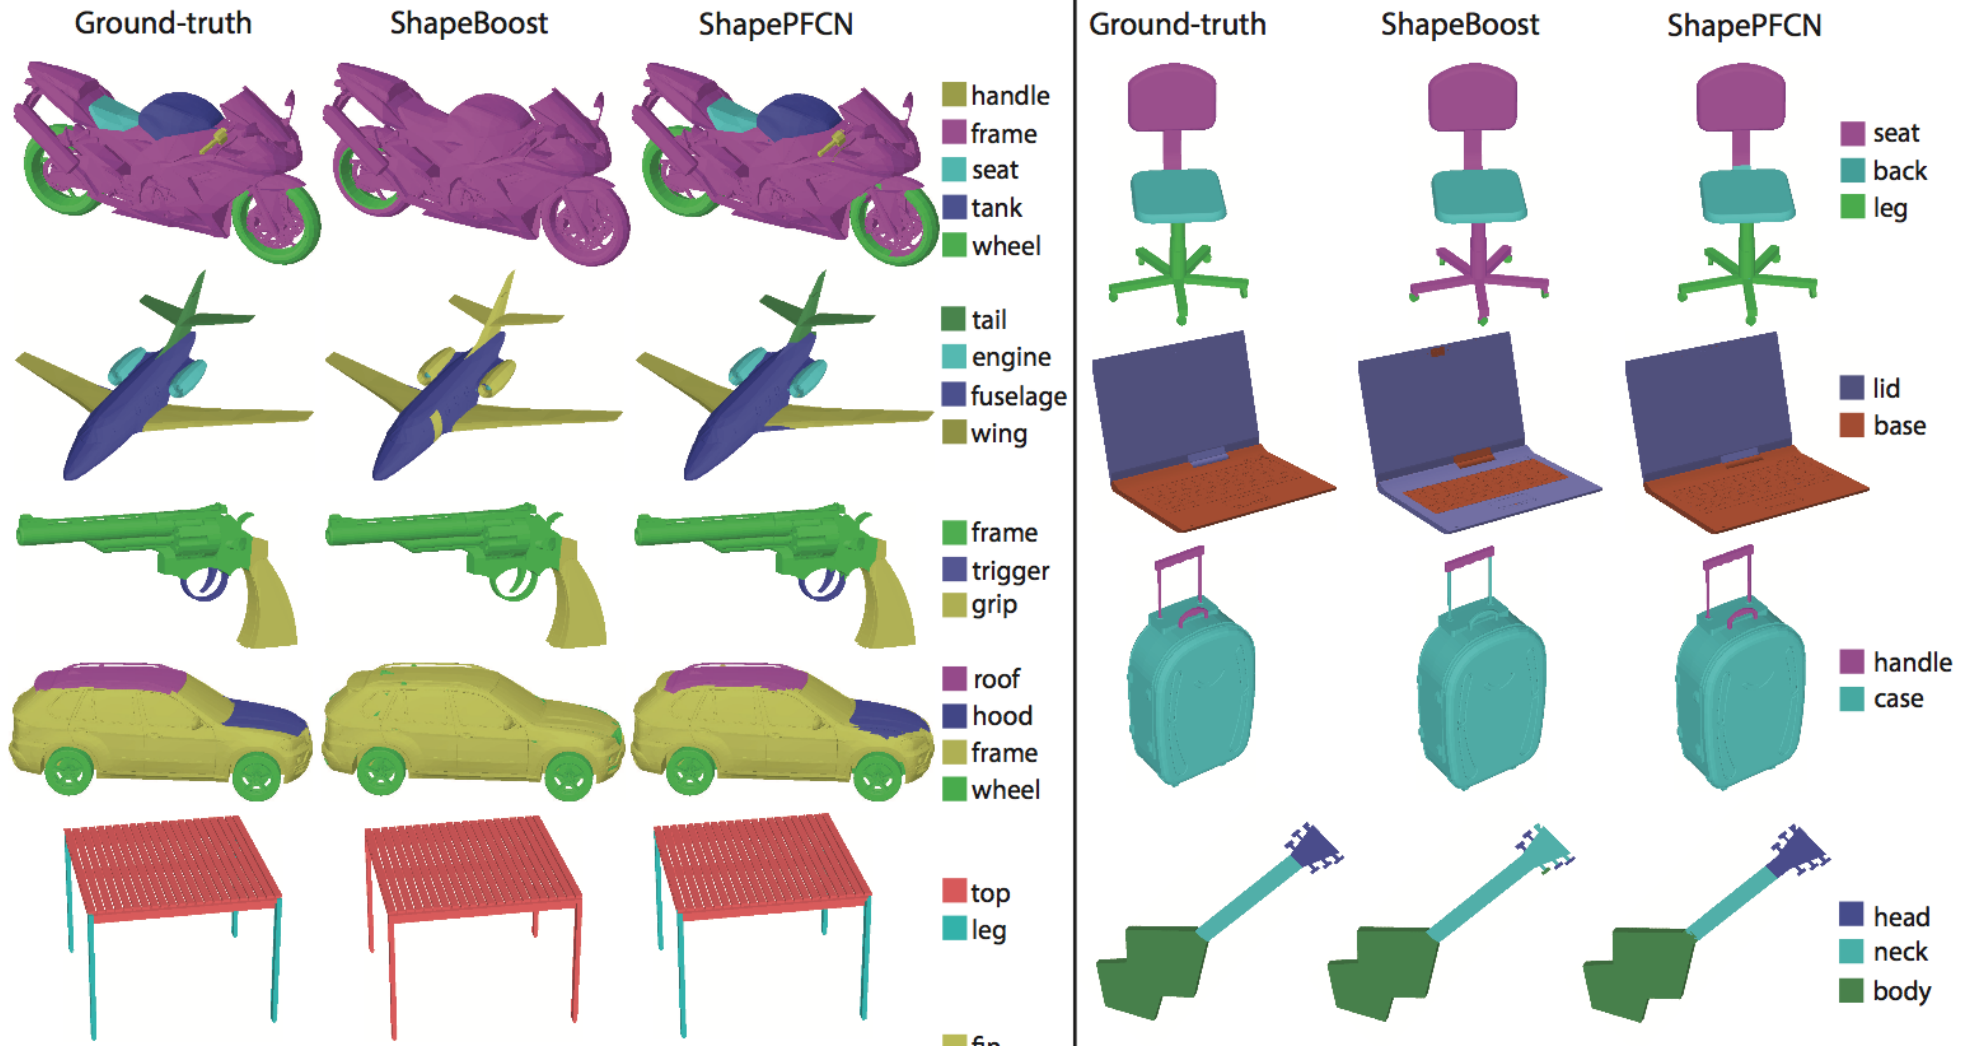 Ground-truth ShapeBoost ShapePFCN
handle
frame
seat
tank
wheel
tail
engine
fuselage
wing
frame
trigger
grip
roof
hood
frame
wheel
top
leg
fin
Ground-truth ShapeBoost ShapePFCN
seat
back
leg
lid
base
handle
case
head
neck
body